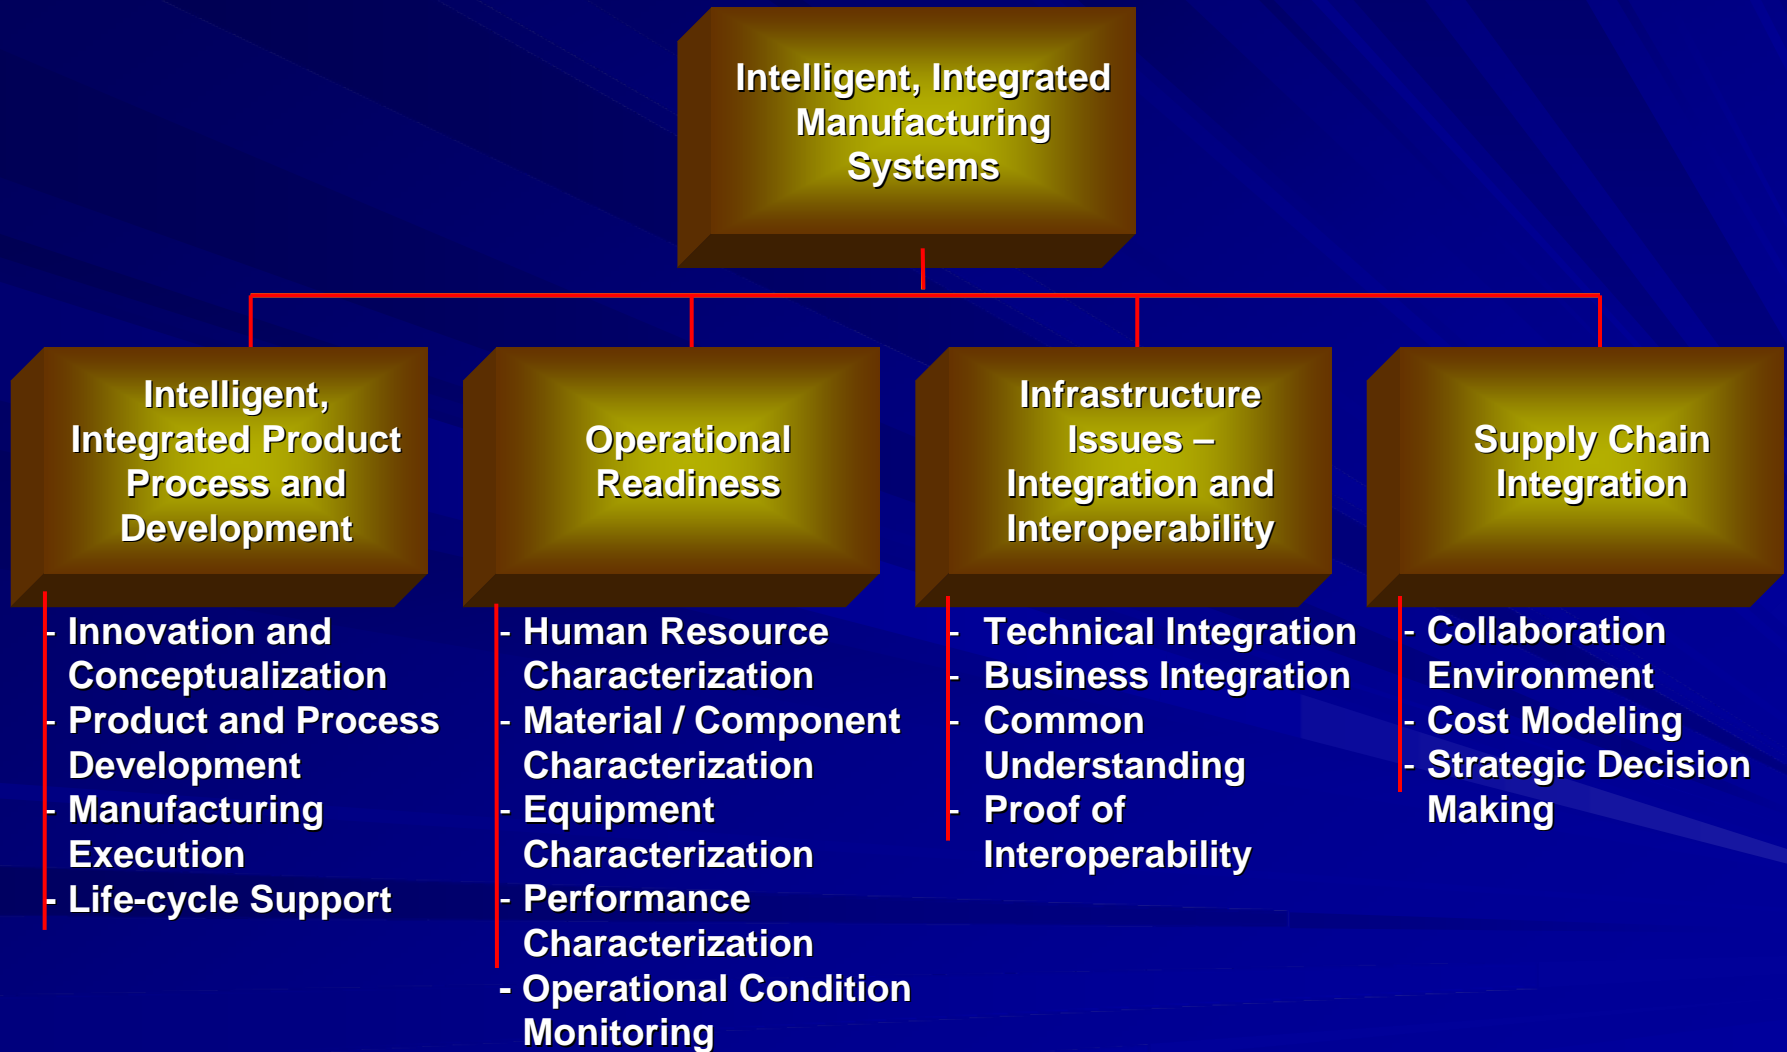 Intelligent, Integrated
Manufacturing
Systems
Intelligent,
Integrated Product
Process and
Development
- Innovation and
Conceptualization
- Product and Process
Development
- Manufacturing
Execution
- Life-cycle Support
Operational
Readiness
- Human Resource
Characterization
- Material / Component
Characterization
- Equipment
Characterization
- Performance
Characterization
- Operational Condition
Monitoring
Infrastructure
Issues –
Integration and
Interoperability
- Technical Integration
- Business Integration
- Common
Understanding
- Proof of
Interoperability
Supply Chain
Integration
- Collaboration
Environment
- Cost Modeling
- Strategic Decision
Making